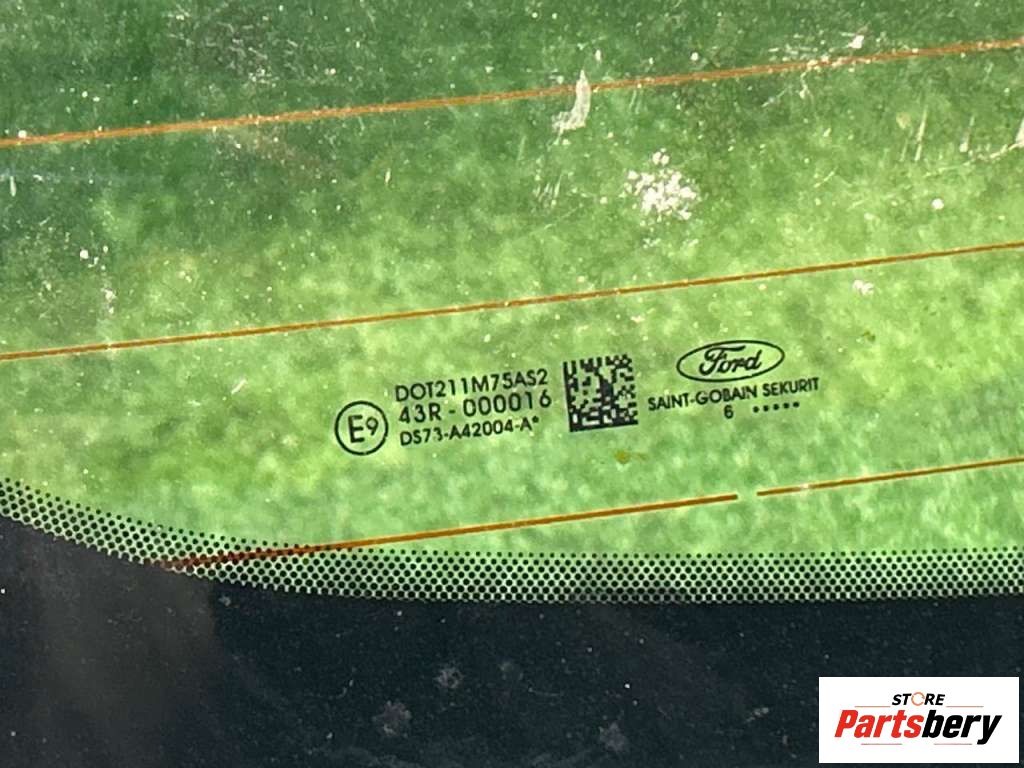 E9
DOT211M75AS2
43R - 000016
DS73-A42004-A*
Ford
SAINT-GOBAIN SEKURIT
6 •••••
STORE
Partsbery